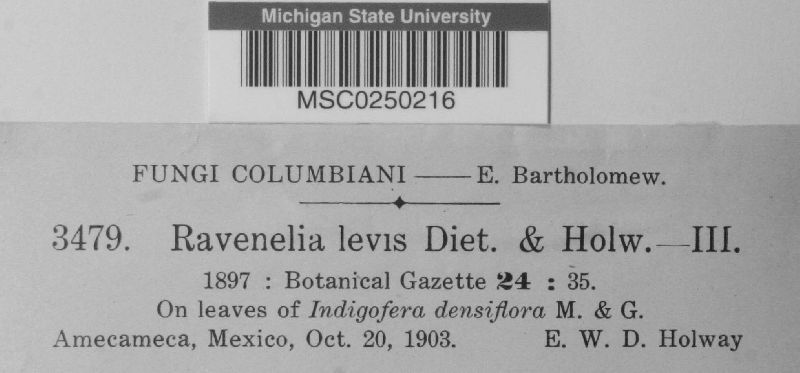 Michigan State University
MSC0250216
FUNGI COLUMBIANI — E. Bartholomew.
3479. Ravenelia levis Diet. & Holw.—III.
1897 : Botanical Gazette 24 : 35.
On leaves of Indigofera densiflora M. & G.
Amecameca, Mexico, Oct. 20, 1903. E. W. D. Holway